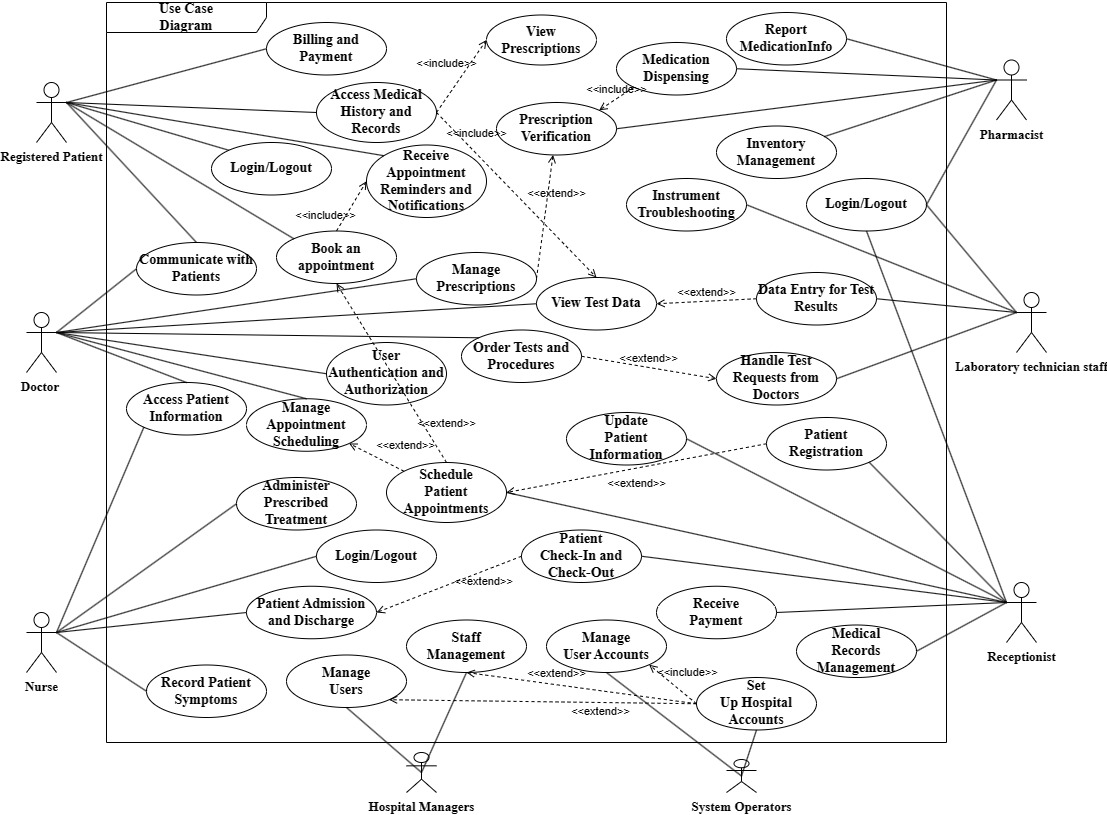 Use Case
Diagram
Billing and
Payment
View
Prescriptions
Report
MedicationInfo
<<include>>
Medication
Dispensing
<<include>>
Access Medical
History and
Records
<<include>>
Prescription
Verification
Pharmacist
Registered Patient
Login/Logout
Receive
Appointment
Reminders and
Notifications
Inventory
Management
<<extend>>
Instrument
Troubleshooting
Login/Logout
<<include>>
Book an
appointment
Communicate with
Patients
Manage
Prescriptions
View Test Data
<<extend>>
Data Entry for Test
Results
Doctor
User
Authentication and
Authorization
Order Tests and
Procedures
<<extend>>
Handle Test
Requests from
Doctors
Laboratory technician staff
Access Patient
Information
Manage
Appointment
Scheduling
<<extend>>
<<extend>>
Update
Patient
Information
Patient
Registration
Schedule
Patient
Appointments
<<extend>>
Administer
Prescribed
Treatment
Login/Logout
Patient
Check-In and
Check-Out
<<extend>>
Patient Admission
and Discharge
Receive
Payment
Medical
Records
Management
Receptionist
Nurse
Record Patient
Symptoms
Manage
Users
Staff
Management
Manage
User Accounts
<<extend>>
<<include>>
Set
Up Hospital
Accounts
<<extend>>
Hospital Managers
System Operators